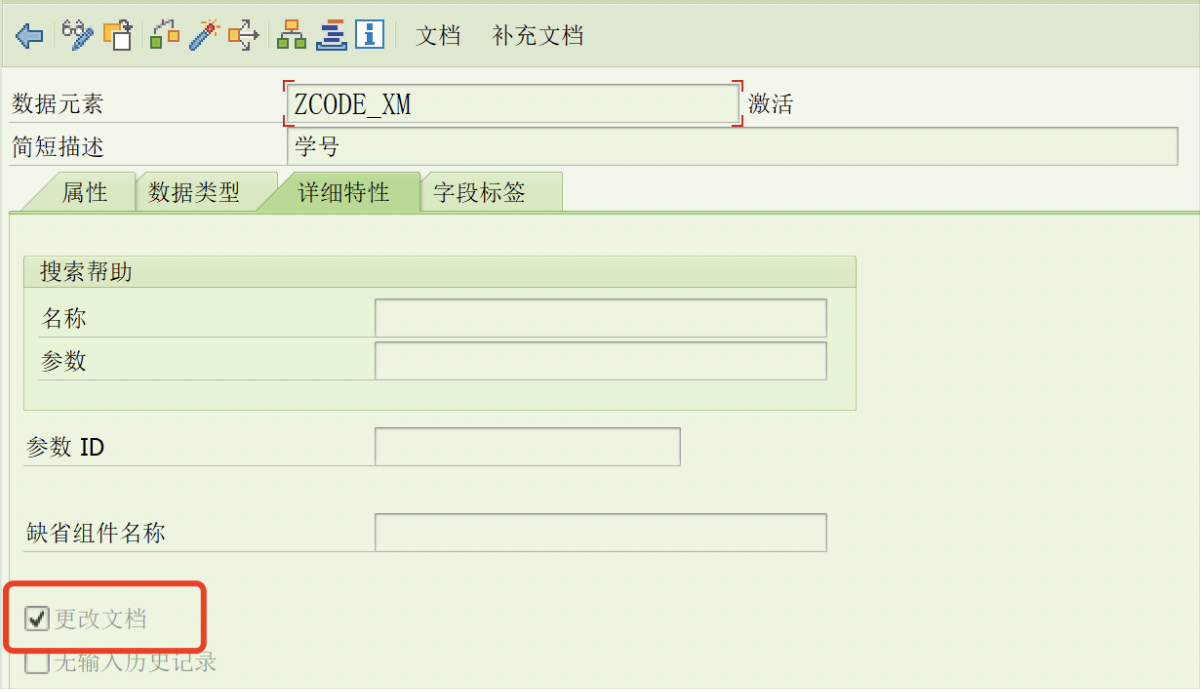 文档 补充文档
数据元素 ZCODE_XM 激活
简短描述 学号
属性 数据类型 详细特性 字段标签
搜索帮助
名称
参数
参数 ID
缺省组件名称
更改文档
无输入历史记录